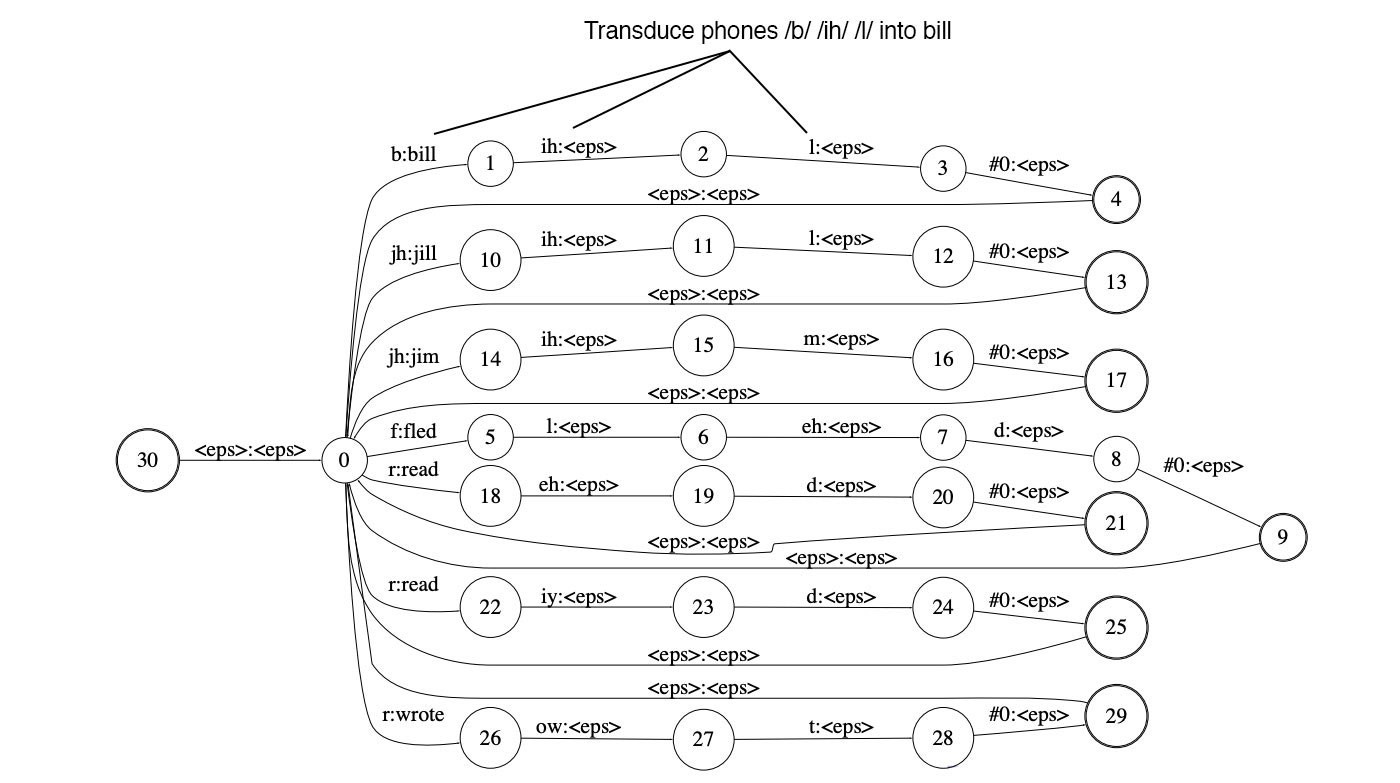 Transduce phones /b/ /ih/ /l/ into bill
b:bill 1 ih:<eps> 2 l:<eps> 3 #0:<eps> 4
<eps>:<eps>
jh:jill 10 ih:<eps> 11 l:<eps> 12 #0:<eps> 13
<eps>:<eps>
jh:jim 14 ih:<eps> 15 m:<eps> 16 #0:<eps> 17
<eps>:<eps>
f:fled 5 l:<eps> 6 eh:<eps> 7 d:<eps> 8 #0:<eps> 9
30 <eps>:<eps> 0
r:read 18 eh:<eps> 19 d:<eps> 20 #0:<eps> 21
<eps>:<eps>
<eps>:<eps>
r:read 22 iy:<eps> 23 d:<eps> 24 #0:<eps> 25
<eps>:<eps>
<eps>:<eps>
r:wrote 26 ow:<eps> 27 t:<eps> 28 #0:<eps> 29